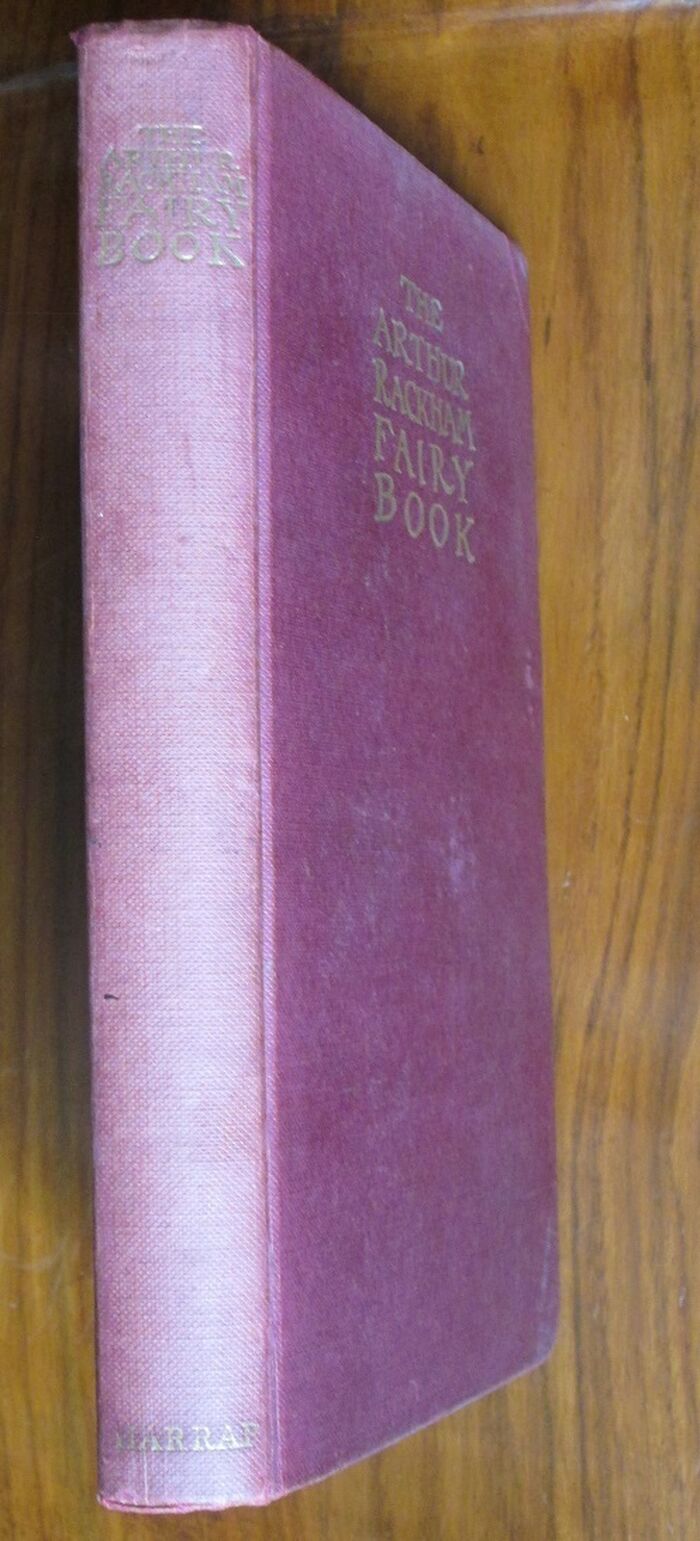 THE
ARTHUR
RACKHAM
FAIRY
BOOK
HARRAP
THE
ARTHUR
RACKHAM
FAIRY
BOOK